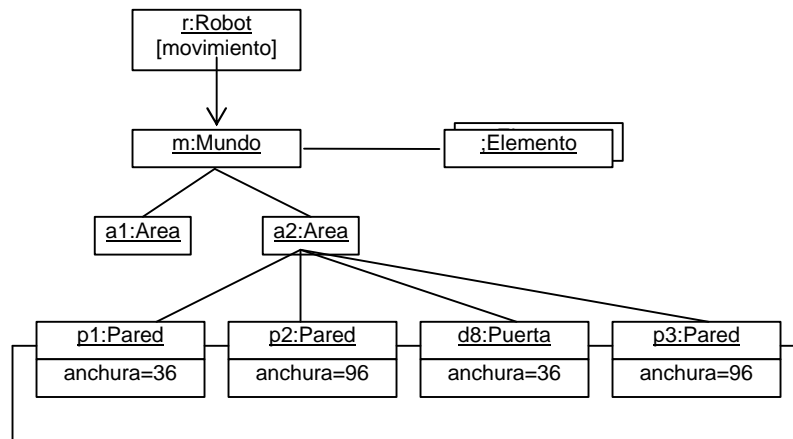 r:Robot
[movimiento]
m:Mundo
;Elemento
a1:Area
a2:Area
p1:Pared
p2:Pared
d8:Puerta
p3:Pared
anchura=36
anchura=96
anchura=36
anchura=96